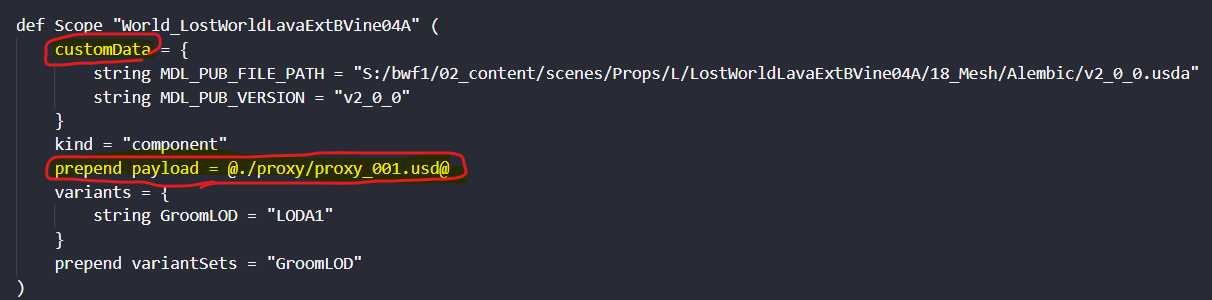 def Scope "World_LostWorldLavaExtBVine04A" (
customData = {
string MDL_PUB_FILE_PATH = "S:/bwf1/02_content/scenes/Props/L/LostWorldLavaExtBVine04A/18_Mesh/Alembic/v2_0_0.usda"
string MDL_PUB_VERSION = "v2_0_0"
}
kind = "component"
prepend payload = @./proxy/proxy_001.usd@
variants = {
string GroomLOD = "LODA1"
}
prepend variantSets = "GroomLOD"
)